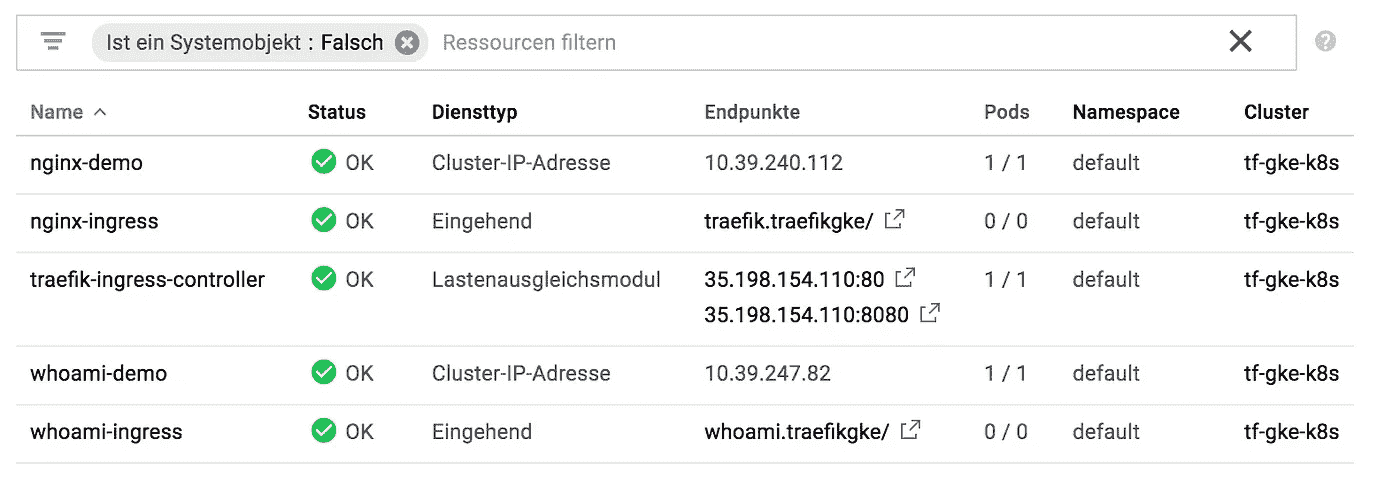 Ist ein Systemobjekt : Falsch Ressourcen filtern
Name Status Diensttyp Endpunkte Pods Namespace Cluster
nginx-demo OK Cluster-IP-Adresse 10.39.240.112 1 / 1 default tf-gke-k8s
nginx-ingress OK Eingehend traefik.traefikgke/ 0 / 0 default tf-gke-k8s
traefik-ingress-controller OK Lastenausgleichsmodul 35.198.154.110:80 1 / 1 default tf-gke-k8s
35.198.154.110:8080
whoami-demo OK Cluster-IP-Adresse 10.39.247.82 1 / 1 default tf-gke-k8s
whoami-ingress OK Eingehend whoami.traefikgke/ 0 / 0 default tf-gke-k8s